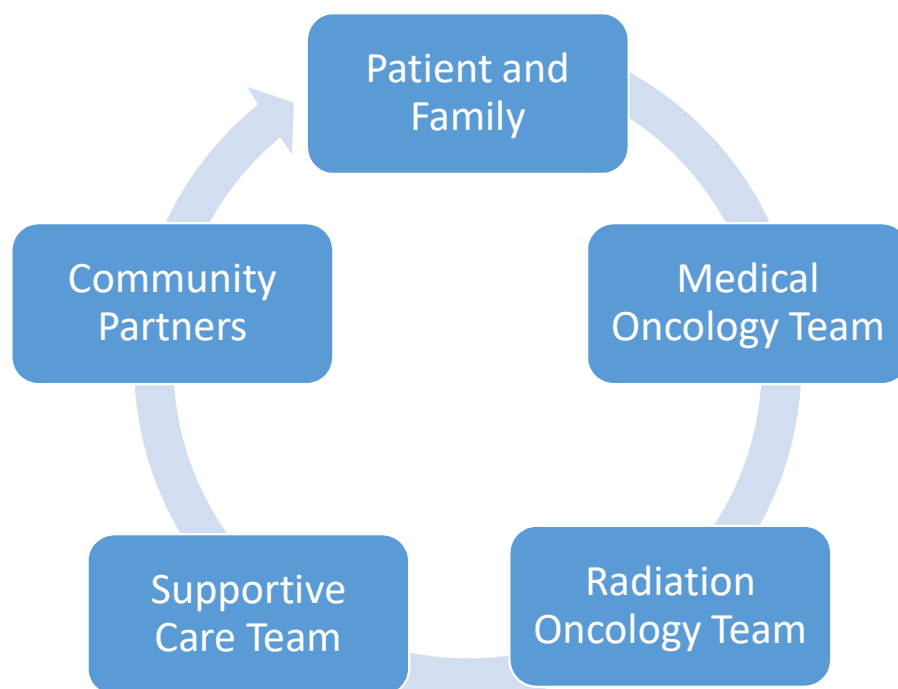 Patient and
Family
Medical
Oncology Team
Radiation
Oncology Team
Supportive
Care Team
Community
Partners